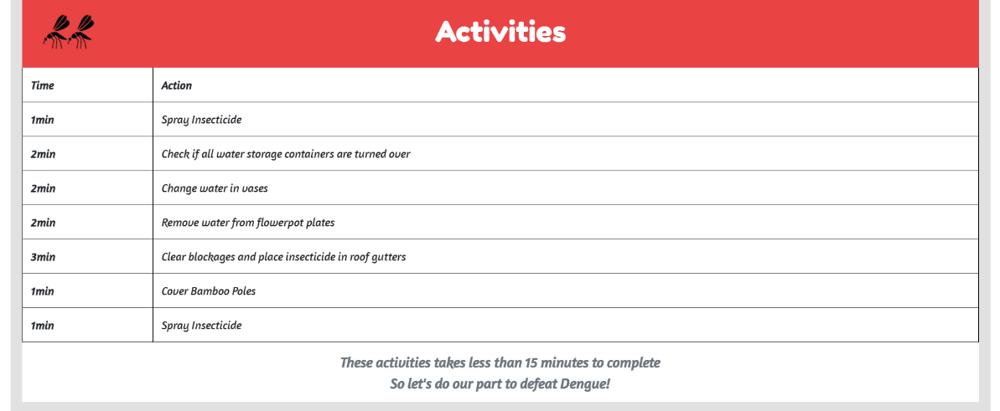 Activities
Time Action
1min Spray Insecticide
2min Check if all water storage containers are turned over
2min Change water in vases
2min Remove water from flowerpot plates
3min Clear blockages and place insecticide in roof gutters
1min Cover Bamboo Poles
1min Spray Insecticide
These activities takes less than 15 minutes to complete
So let's do our part to defeat Dengue!